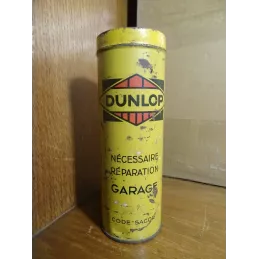 DUNLOP
NÉCESSAIRE
RÉPARATION
GARAGE